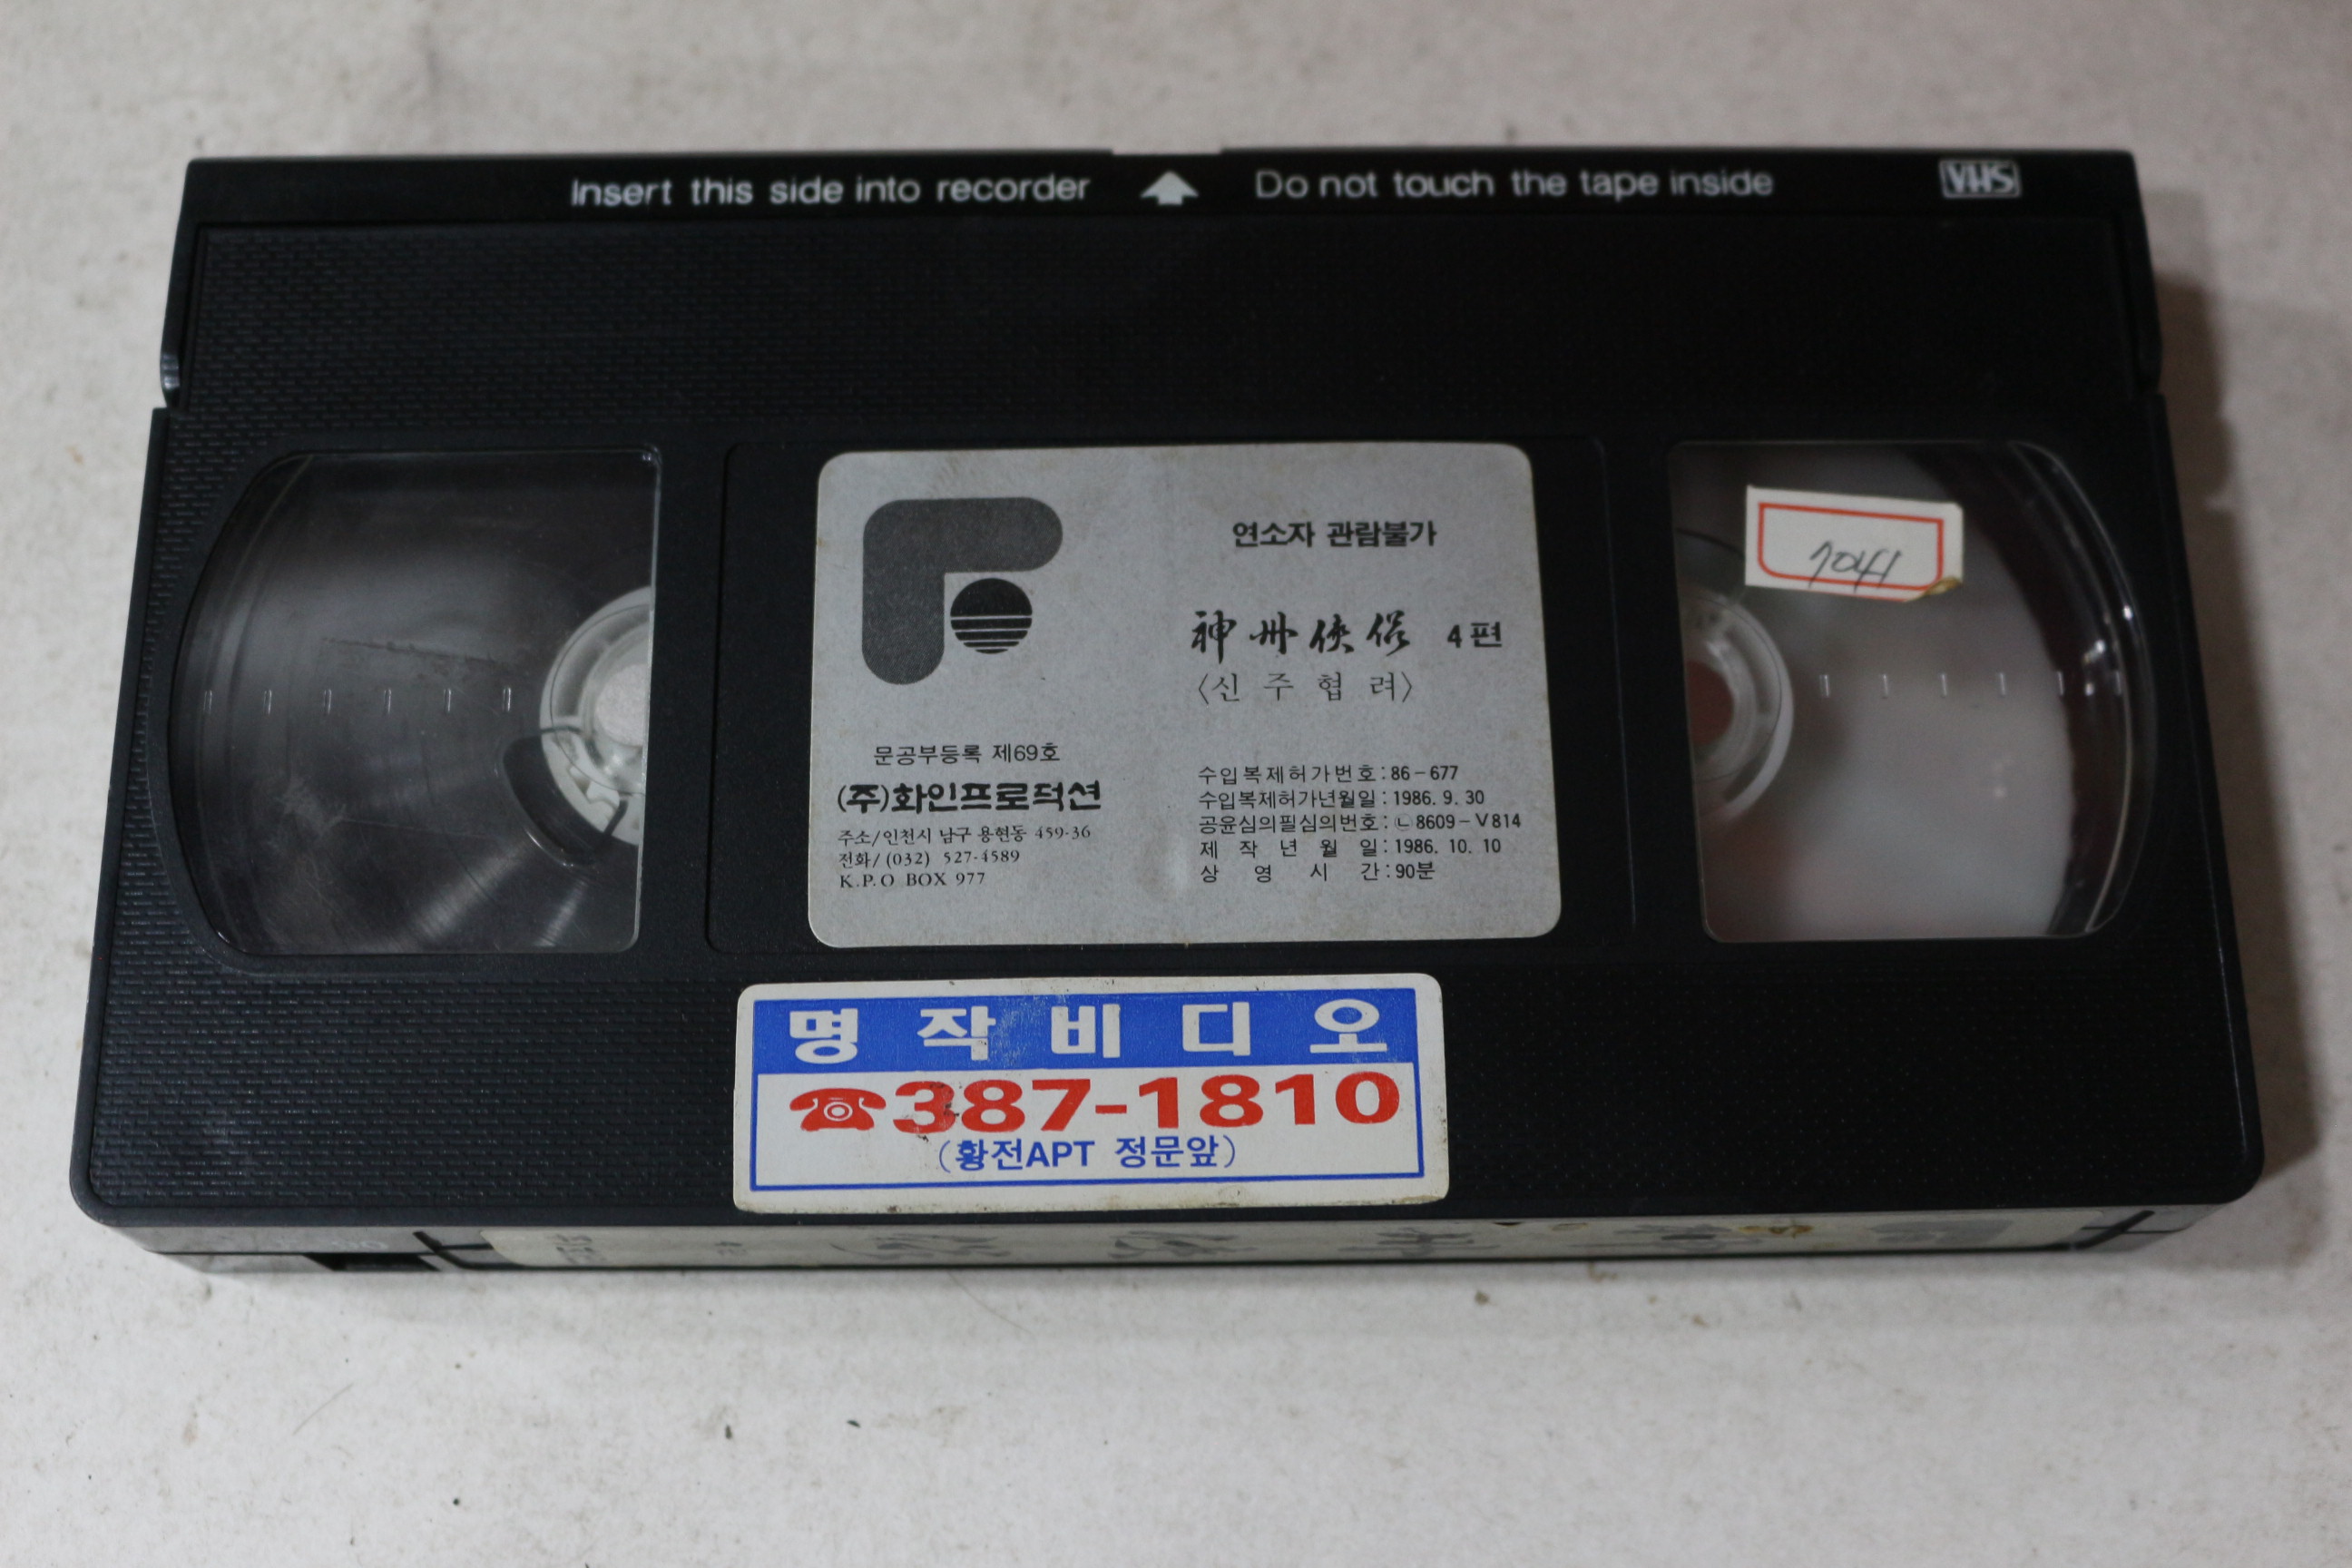 Insert this side into recorder
Do not touch the tape inside
VHS
7041
연소자 관람불가
神州俠侶 4편
〈신주협려〉
문공부등록 제69호
(주)화인프로덕션
주소/인천시 남구 용현동 459-36
전화/(032) 527-4589
K.P.O BOX 977
수입복제허가번호:86-677
수입복제허가년월일:1986. 9. 30
공윤심의필심의번호:㉡8609-V814
제작년월일:1986. 10. 10
상영시간:90분
명작비디오
☎387-1810
(황전APT 정문앞)